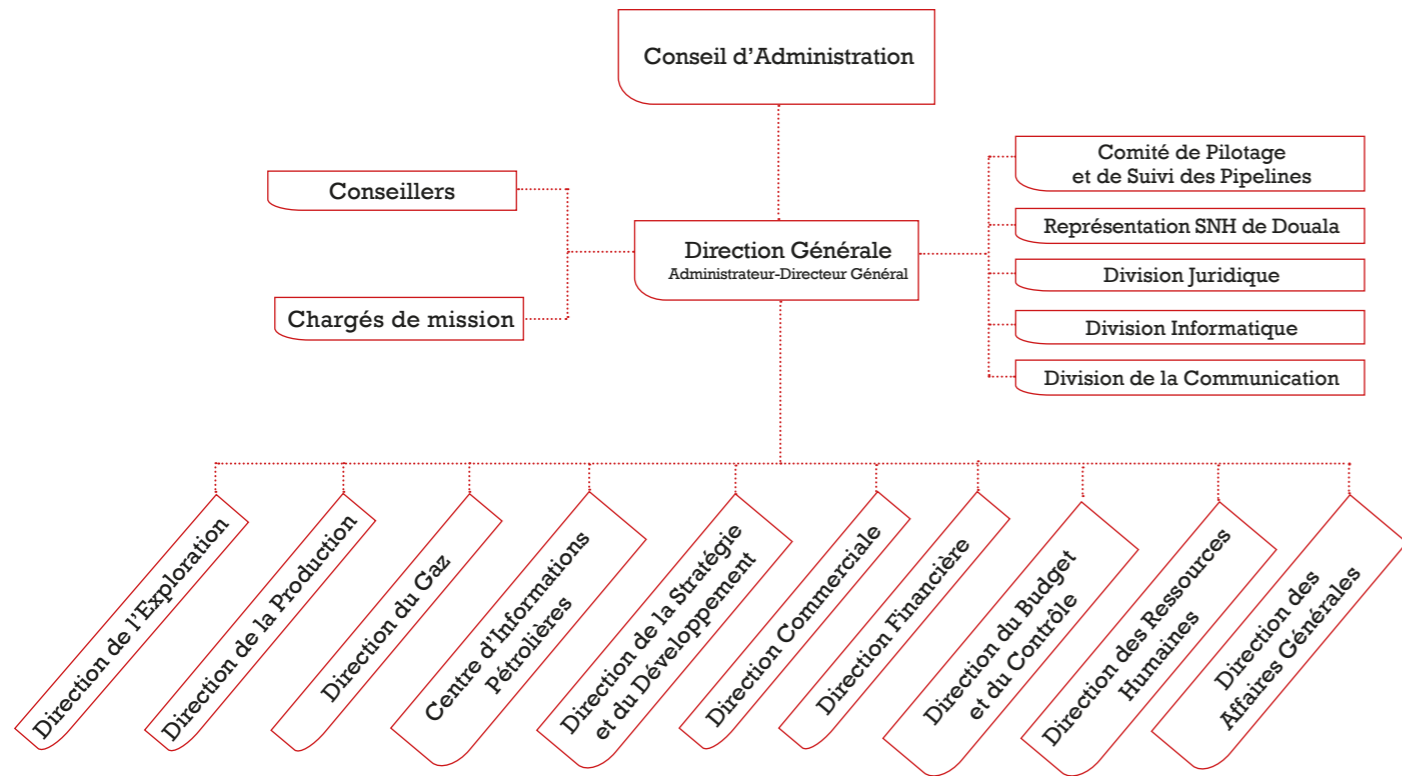 Conseil d’Administration
Conseillers
Chargés de mission
Direction Générale
Administrateur-Directeur Général
Comité de Pilotage
et de Suivi des Pipelines
Représentation SNH de Douala
Division Juridique
Division Informatique
Division de la Communication
Direction de l’Exploration
Direction de la Production
Direction du Gaz
Centre d’Informations
Pétrolières
Direction de la Stratégie
et du Développement
Direction Commerciale
Direction Financière
Direction du Budget
et du Contrôle
Direction des Ressources
Humaines
Direction des
Affaires Générales